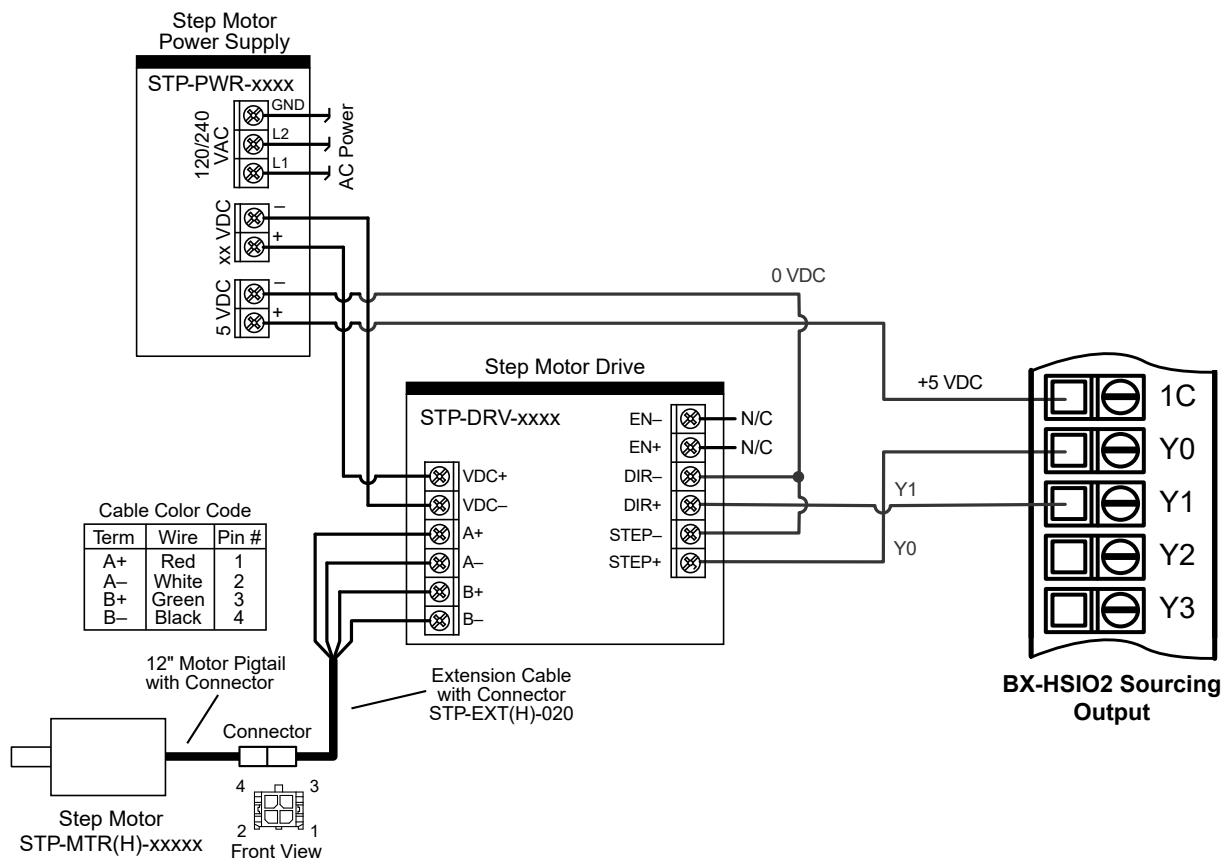 Step Motor
Power Supply
STP-PWR-xxxx
120/240
VAC
GND
L2
L1
AC Power
xx VDC
–
+
5 VDC
–
+
0 VDC
+5 VDC
Step Motor Drive
STP-DRV-xxxx
VDC+
VDC–
A+
A–
B+
B–
EN– N/C
EN+ N/C
DIR–
DIR+
STEP–
STEP+
Y1
Y0
1C
Y0
Y1
Y2
Y3
BX-HSIO2 Sourcing
Output
Cable Color Code
Term Wire Pin #
A+ Red 1
A– White 2
B+ Green 3
B– Black 4
12" Motor Pigtail
with Connector
Extension Cable
with Connector
STP-EXT(H)-020
Connector
4 3
2 1
Front View
Step Motor
STP-MTR(H)-xxxxx